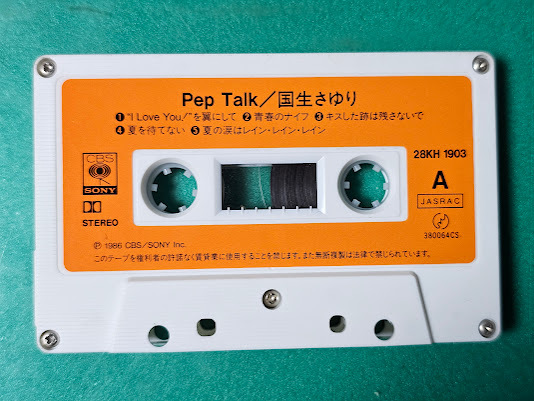 Pep Talk／国生さゆり
❶ “I Love You!”を翼にして ❷ 青春のナイフ ❸ キスした跡は残さないで
❹ 夏を待てない ❺ 夏の涙はレイン・レイン・レイン
28KH 1903
CBS
SONY
A
JASRAC
STEREO
380064CS
℗ 1986 CBS/SONY Inc.
このテープを権利者の許諾なく賃貸業に使用することを禁じます。また無断複製は法律で禁じられています。